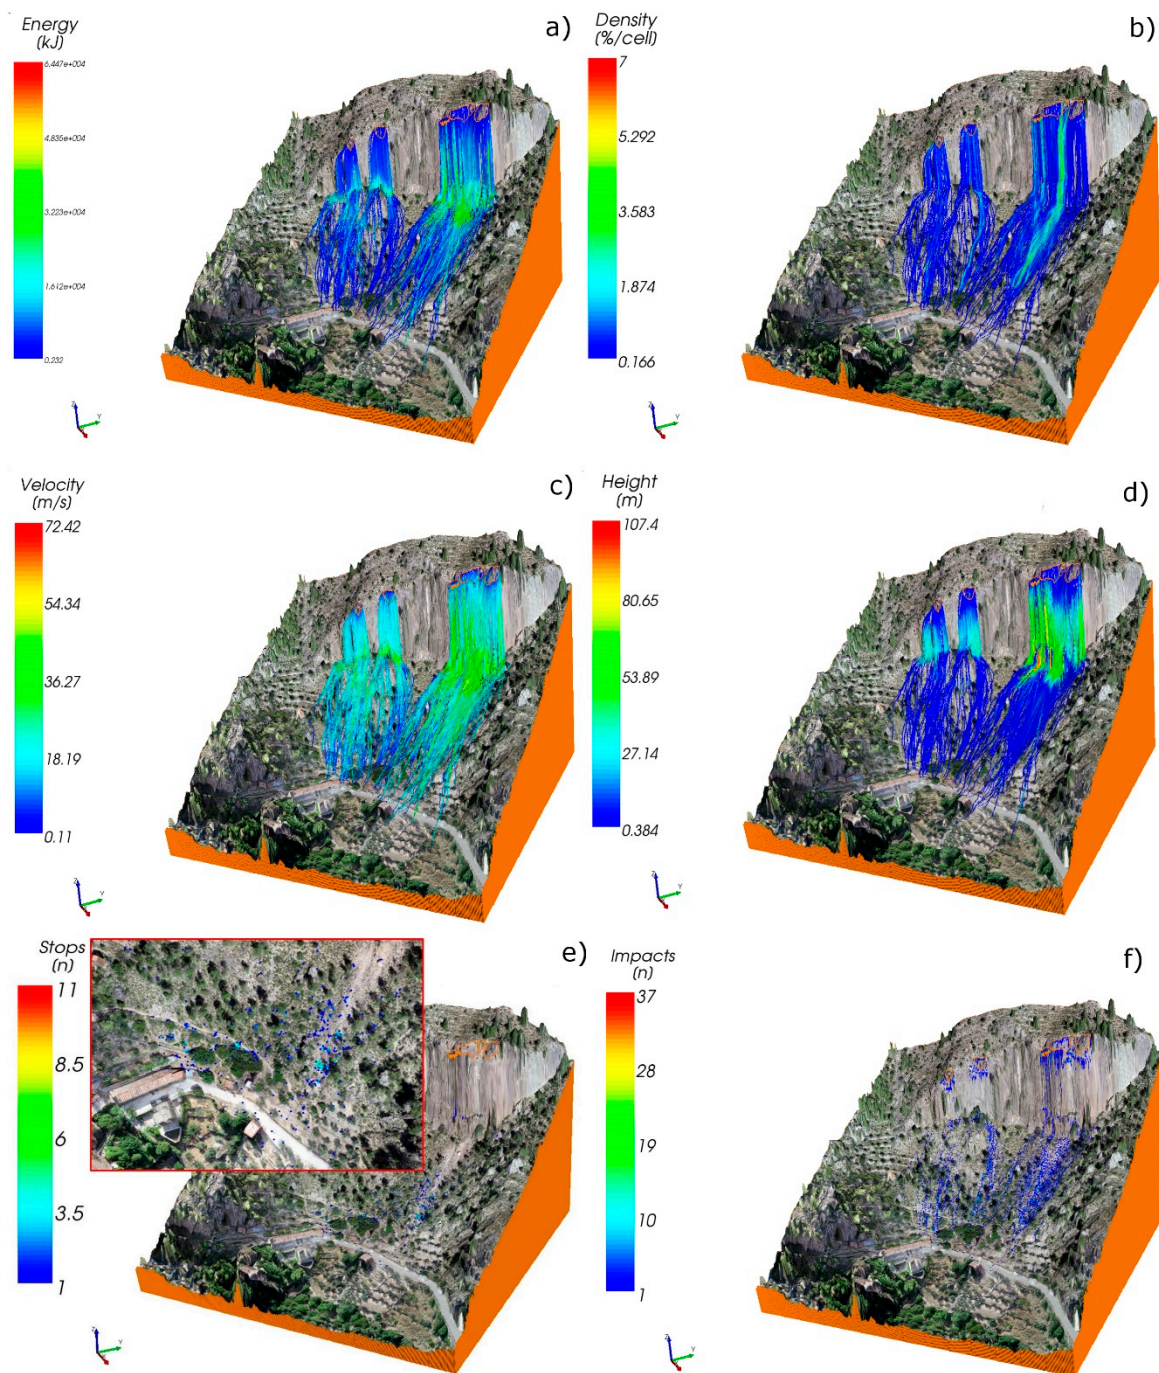 Energy
(kJ)
6.447e+004
4.835e+004
3.223e+004
1.612e+004
0.232
a)
Z
Y
Density
(%/cell)
7
5.292
3.583
1.874
0.166
b)
Z
Y
Velocity
(m/s)
72.42
54.34
36.27
18.19
0.11
c)
Z
Y
Height
(m)
107.4
80.65
53.89
27.14
0.384
d)
Z
Y
Stops
(n)
11
8.5
6
3.5
1
e)
Z
Y
Impacts
(n)
37
28
19
10
1
f)
Z
Y